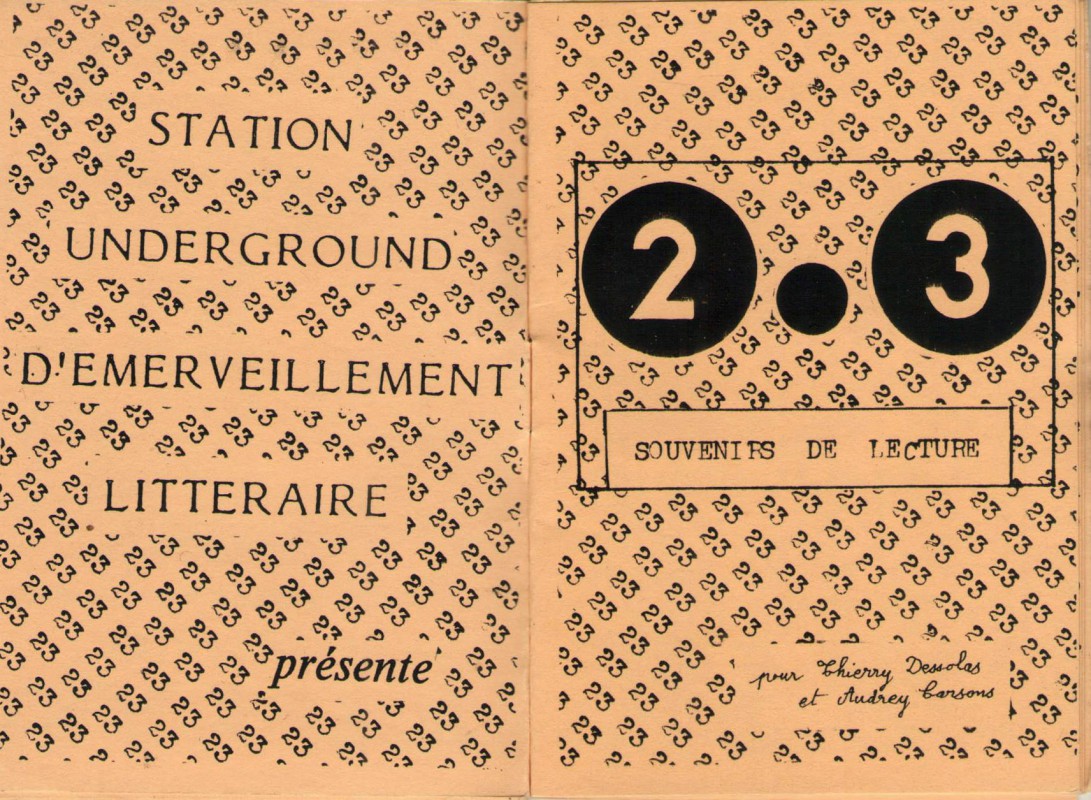 STATION
UNDERGROUND
D'EMERVEILLEMENT
LITTERAIRE
présente
2.3
SOUVENIRS DE LECTURE
pour Thierry Dessolas
et Audrey Carsons